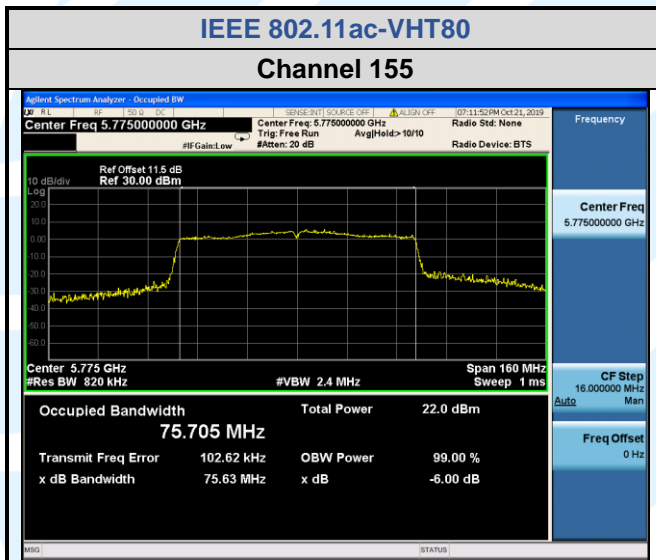 IEEE 802.11ac-VHT80
Channel 155
Agilent Spectrum Analyzer - Occupied BW
RL RF 50 Ω DC SENSE:INT SOURCE OFF ALIGN OFF 07:11:52PM Oct 21, 2019
Center Freq 5.775000000 GHz
Center Freq: 5.775000000 GHz
Radio Std: None
Trig: Free Run Avg|Hold:> 10/10
#IFGain:Low #Atten: 20 dB Radio Device: BTS
Ref Offset 11.5 dB
10 dB/div Ref 30.00 dBm
Log
20.0
10.0
0.00
-10.0
-20.0
-30.0
-40.0
-50.0
-60.0
Center 5.775 GHz Span 160 MHz
#Res BW 820 kHz #VBW 2.4 MHz Sweep 1 ms
Occupied Bandwidth Total Power 22.0 dBm
75.705 MHz
Transmit Freq Error 102.62 kHz OBW Power 99.00 %
x dB Bandwidth 75.63 MHz x dB -6.00 dB
MSG STATUS
Frequency
Center Freq
5.775000000 GHz
CF Step
16.000000 MHz
Auto Man
Freq Offset
0 Hz